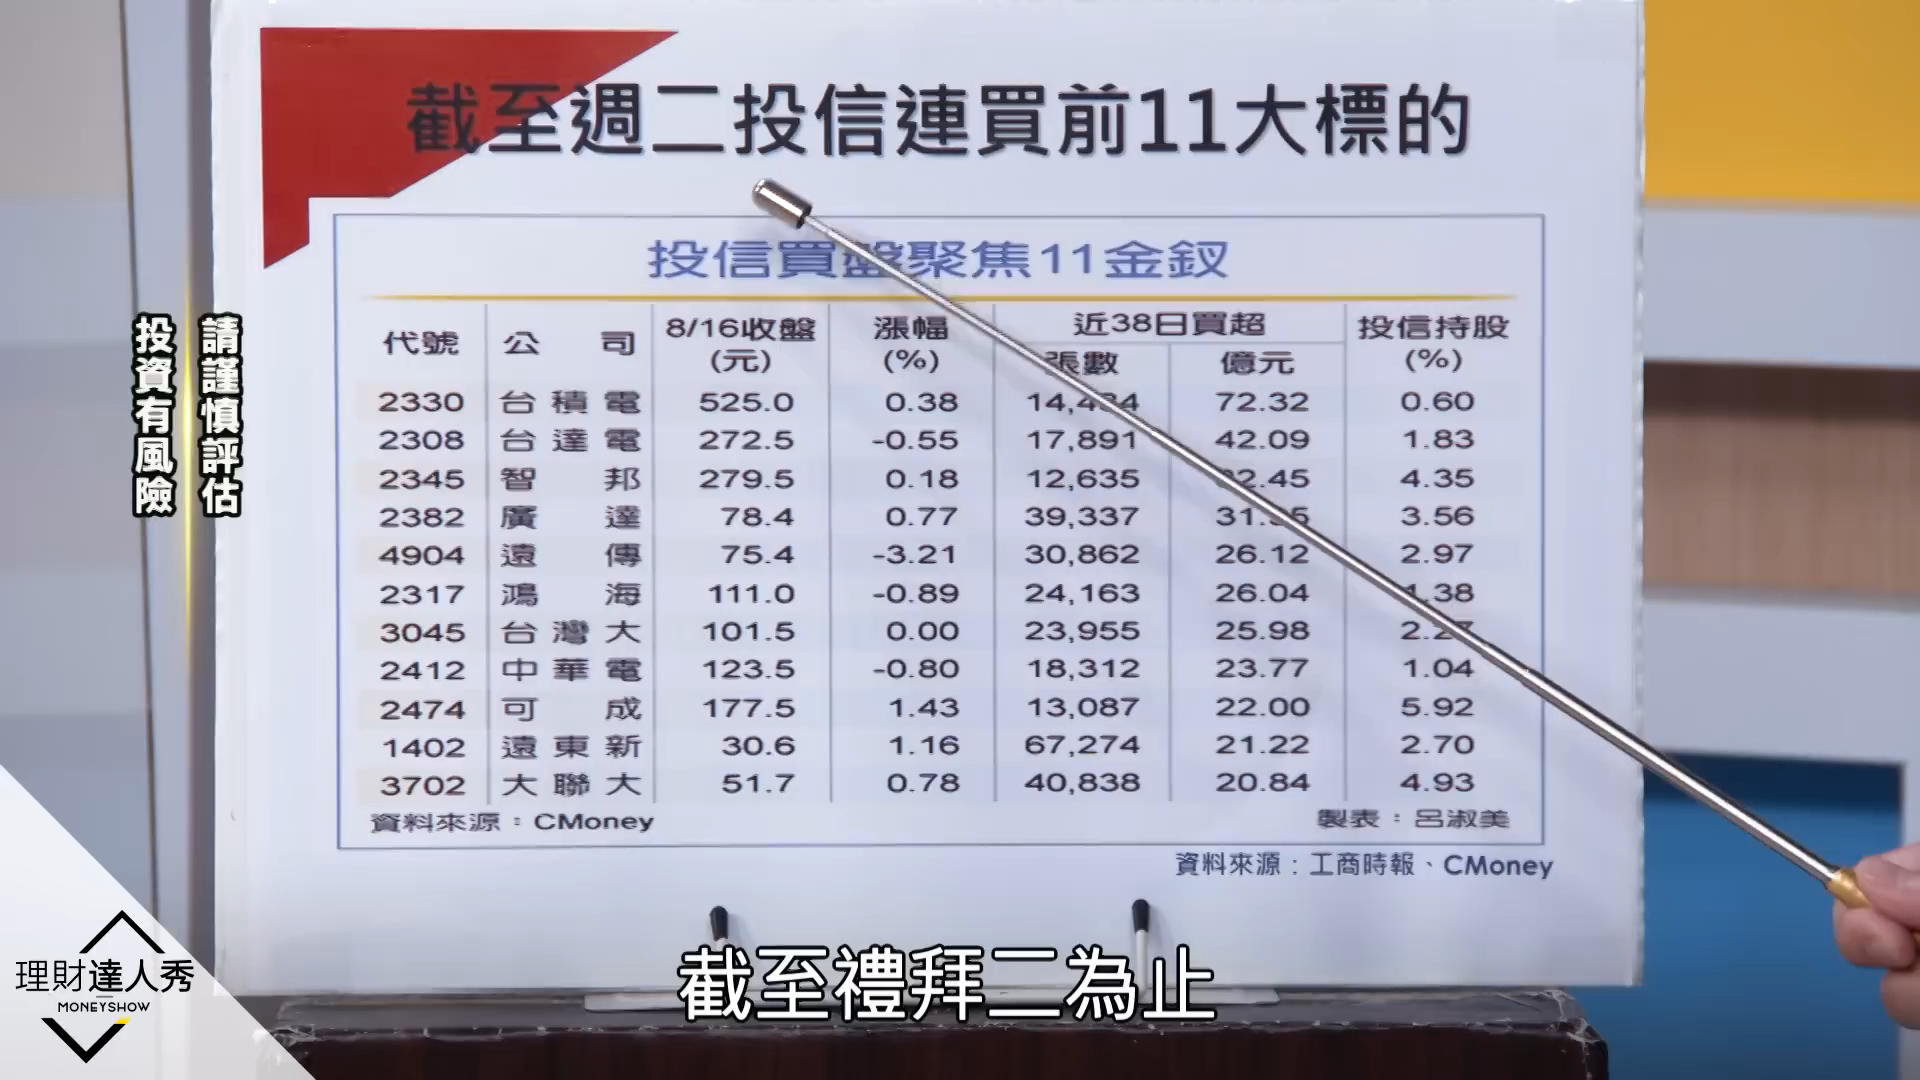 截至週二投信連買前11大標的
投信買盤聚焦11金釵
代號 公司 8/16收盤(元) 漲幅(%) 近38日買超 投信持股(%)
張數 億元
2330 台積電 525.0 0.38 72.32 0.60
2308 台達電 272.5 -0.55 17,891 42.09 1.83
2345 智邦 279.5 0.18 12,635 4.35
2382 廣達 78.4 0.77 39,337 3.56
4904 遠傳 75.4 -3.21 30,862 26.12 2.97
2317 鴻海 111.0 -0.89 24,163 26.04
3045 台灣大 101.5 0.00 23,955 25.98
2412 中華電 123.5 -0.80 18,312 23.77 1.04
2474 可成 177.5 1.43 13,087 22.00 5.92
1402 遠東新 30.6 1.16 67,274 21.22 2.70
3702 大聯大 51.7 0.78 40,838 20.84 4.93
資料來源：CMoney 製表：呂淑美
資料來源：工商時報、CMoney
投資有風險
請謹慎評估
理財達人秀
MONEYSHOW
截至禮拜二為止